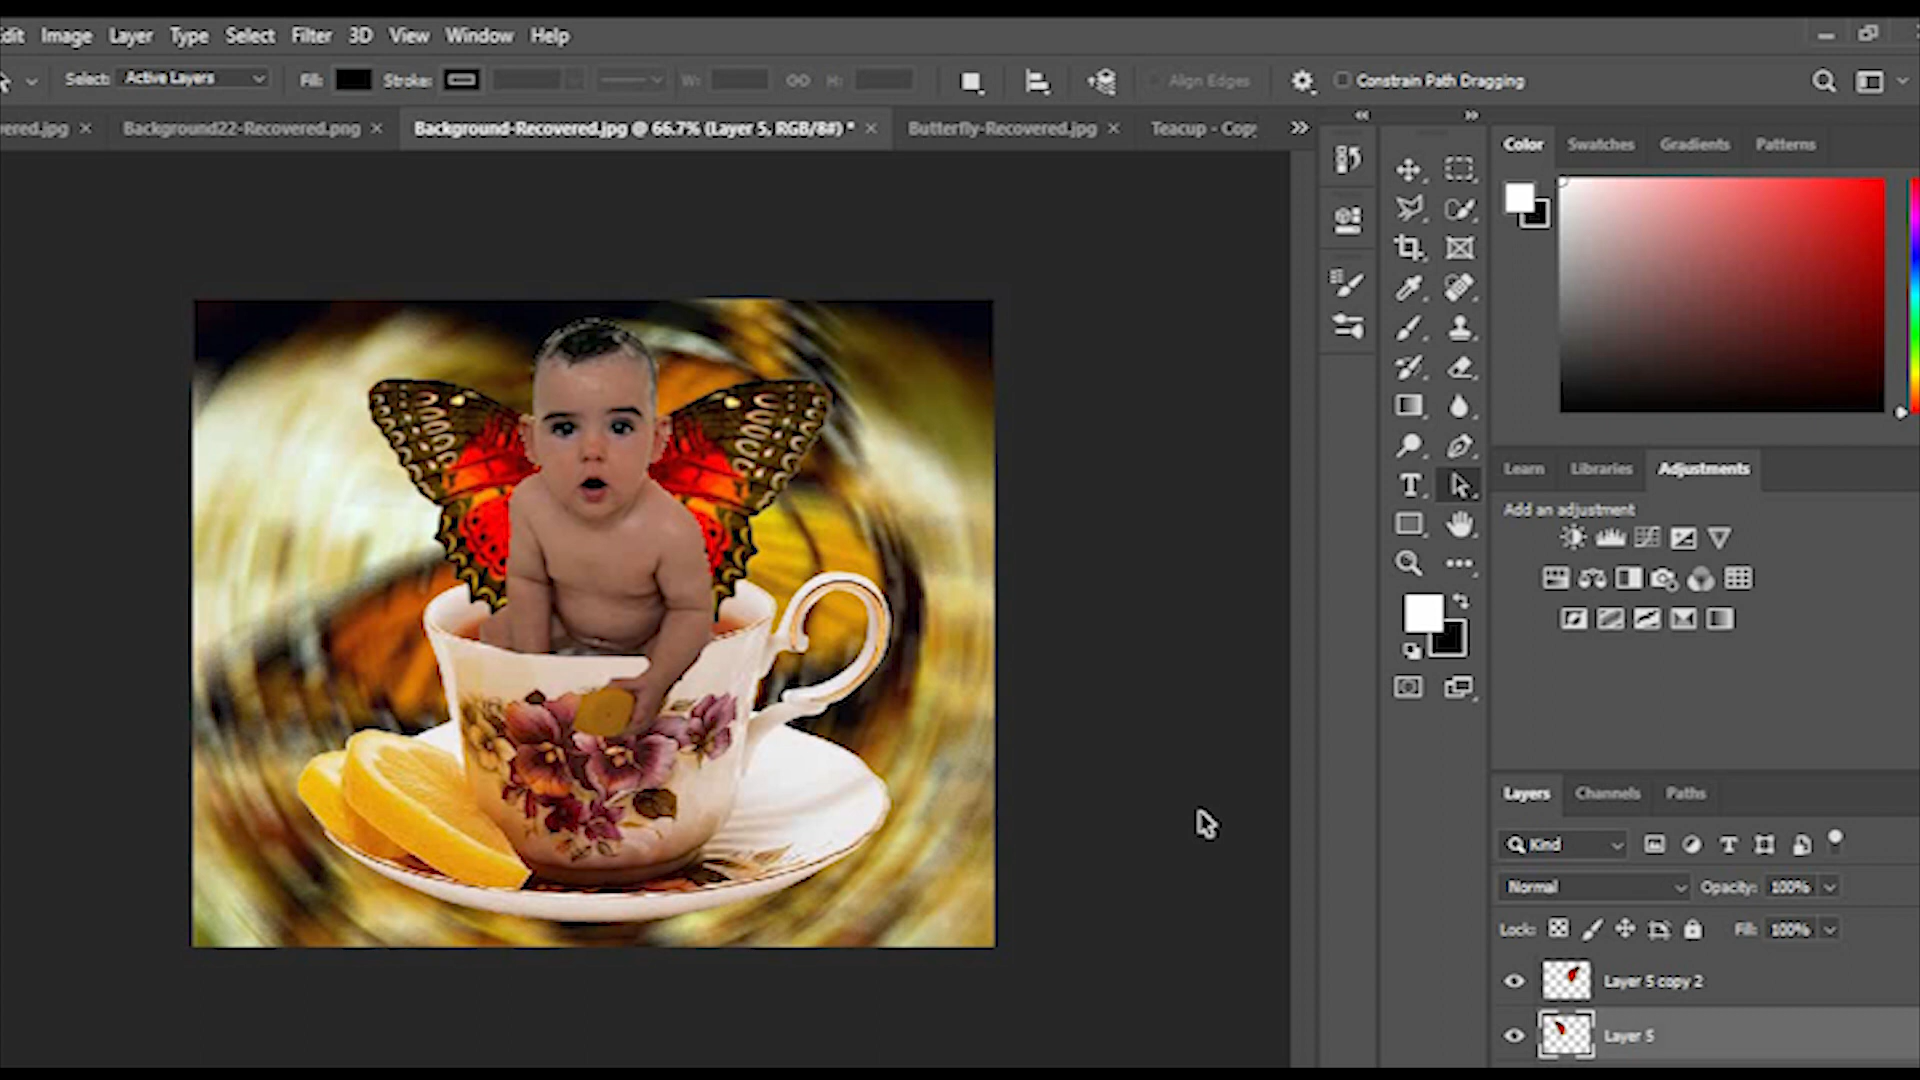 dit Image Layer Type Select Filter 3D View Window Help
Select: Active Layers Fill: Stroke: W: H: Align Edges Constrain Path Dragging
vered.jpg × Background22-Recovered.png × Background-Recovered.jpg @ 66.7% (Layer 5, RGB/8#) * × Butterfly-Recovered.jpg × Teacup - Copy
Color Swatches Gradients Patterns
Learn Libraries Adjustments
Add an adjustment
Layers Channels Paths
Kind
Normal Opacity: 100%
Lock: Fill: 100%
Layer 5 copy 2
Layer 5